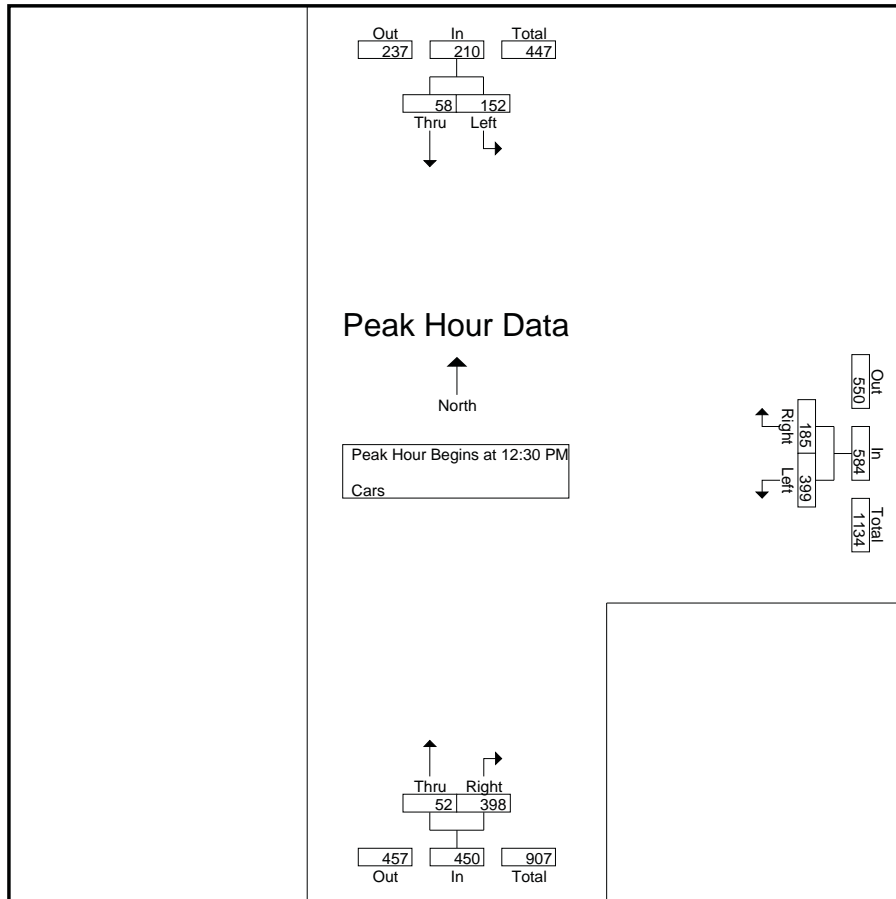 Out In Total
237 210 447
58 152
Thru Left
Peak Hour Data
North
Peak Hour Begins at 12:30 PM
Cars
Out In Total
550 584 1134
185 399
Right Left
Thru Right
52 398
457 450 907
Out In Total